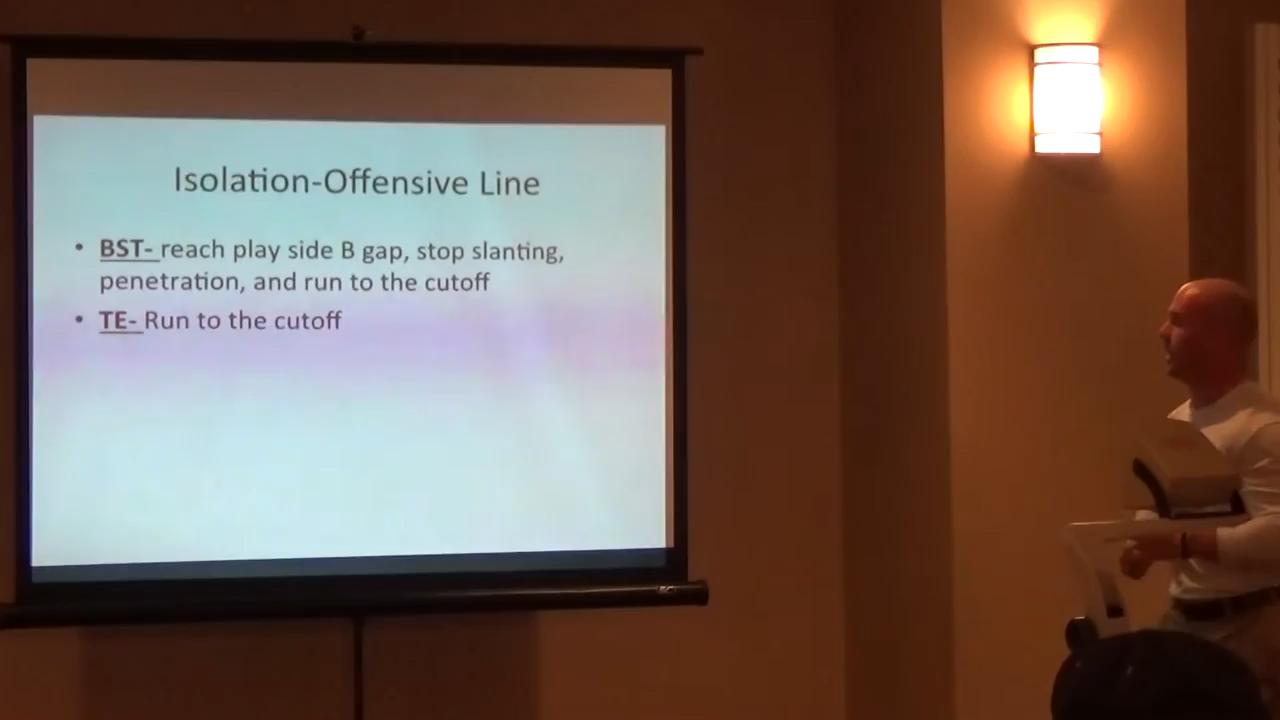 Isolation-Offensive Line
• BST- reach play side B gap, stop slanting,
penetration, and run to the cutoff
• TE- Run to the cutoff